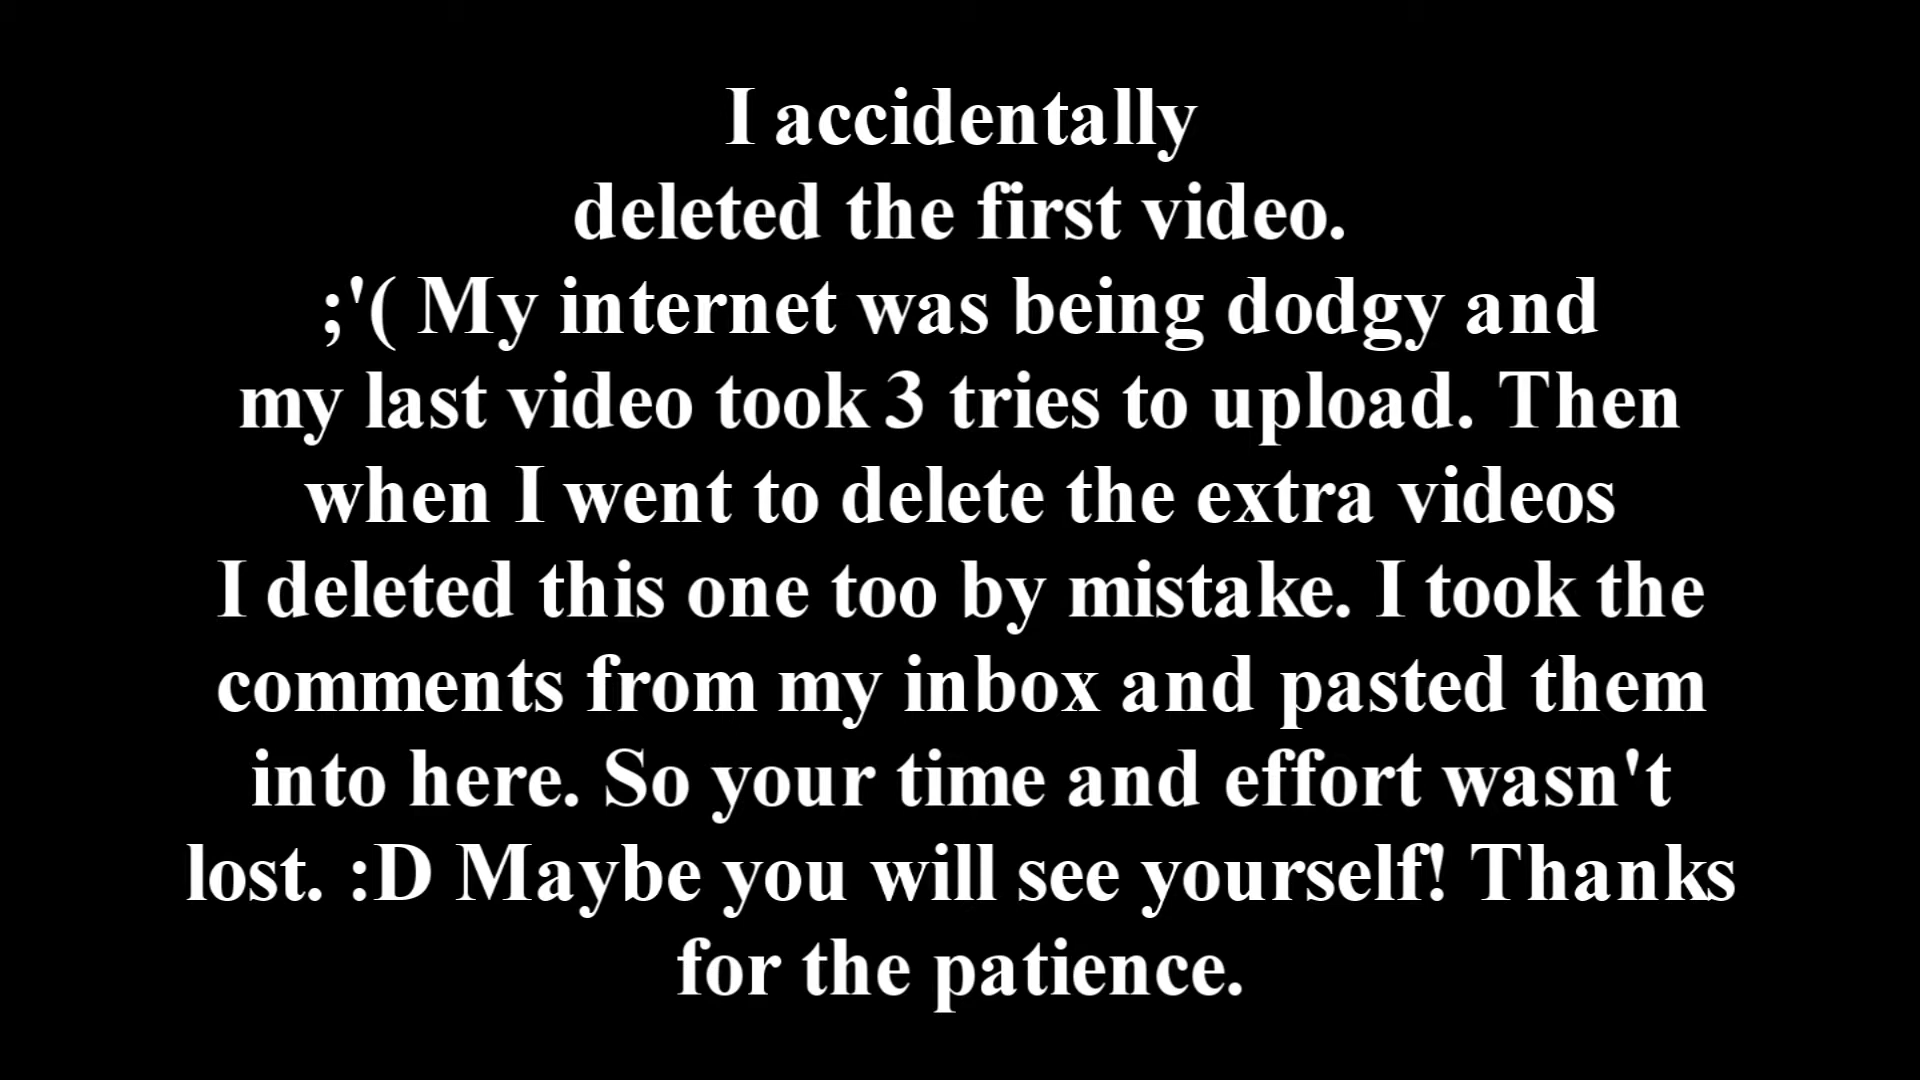 I accidentally
deleted the first video.
;'( My internet was being dodgy and
my last video took 3 tries to upload. Then
when I went to delete the extra videos
I deleted this one too by mistake. I took the
comments from my inbox and pasted them
into here. So your time and effort wasn't
lost. :D Maybe you will see yourself! Thanks
for the patience.